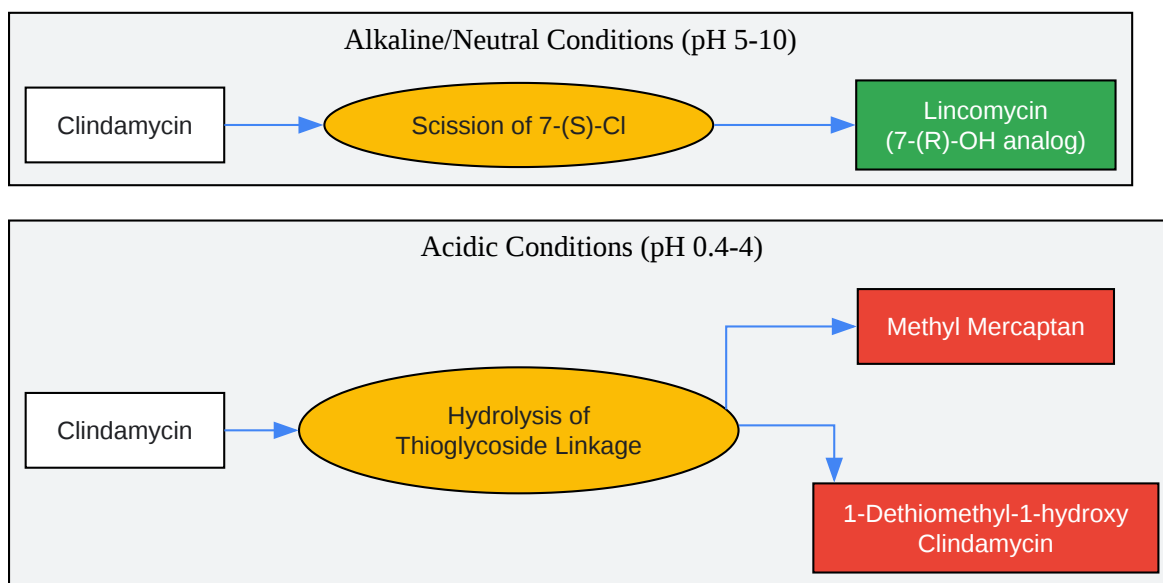 Alkaline/Neutral Conditions (pH 5-10)
Clindamycin
Scission of 7-(S)-Cl
Lincomycin
(7-(R)-OH analog)
Acidic Conditions (pH 0.4-4)
Clindamycin
Hydrolysis of
Thioglycoside Linkage
Methyl Mercaptan
1-Dethiomethyl-1-hydroxy
Clindamycin